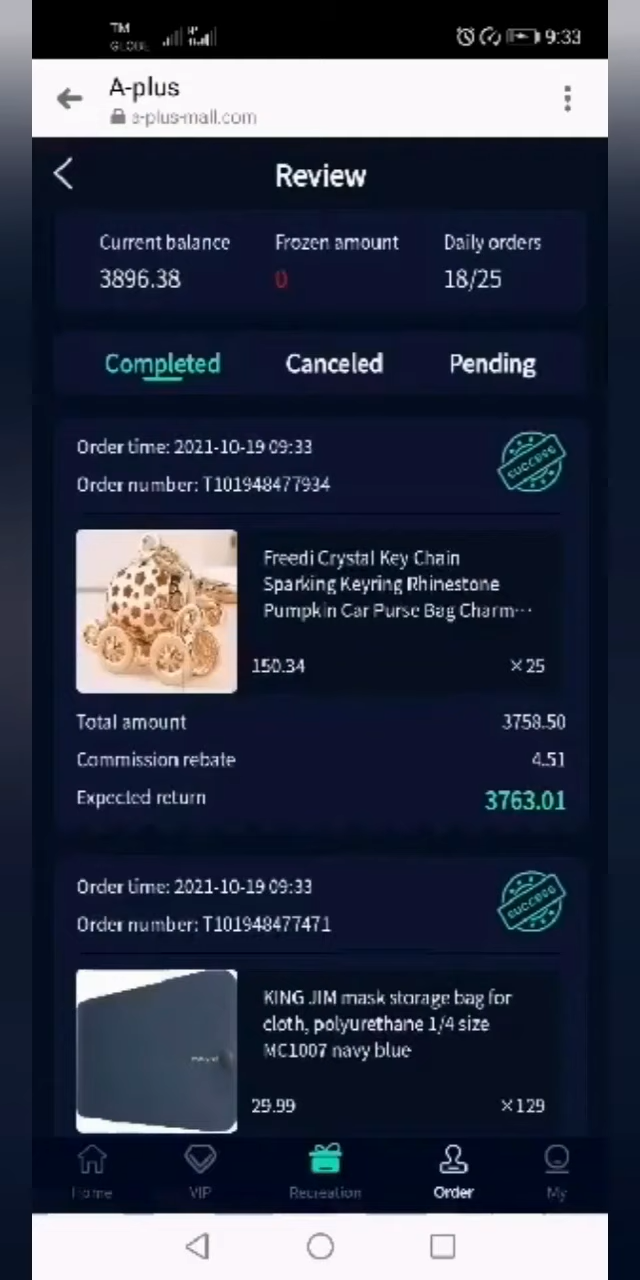 TM
GLOBE
9:33
A-plus
a-plus-mall.com
Review
Current balance
Frozen amount
Daily orders
3896.38
0
18/25
Completed
Canceled
Pending
Order time: 2021-10-19 09:33
Order number: T101948477934
SUCCESS
Freedi Crystal Key Chain
Sparking Keyring Rhinestone
Pumpkin Car Purse Bag Charm···
150.34
×25
Total amount
3758.50
Commission rebate
4.51
Expected return
3763.01
Order time: 2021-10-19 09:33
Order number: T101948477471
SUCCESS
KING JIM mask storage bag for
cloth, polyurethane 1/4 size
MC1007 navy blue
29.99
×129
Home
VIP
Recreation
Order
My